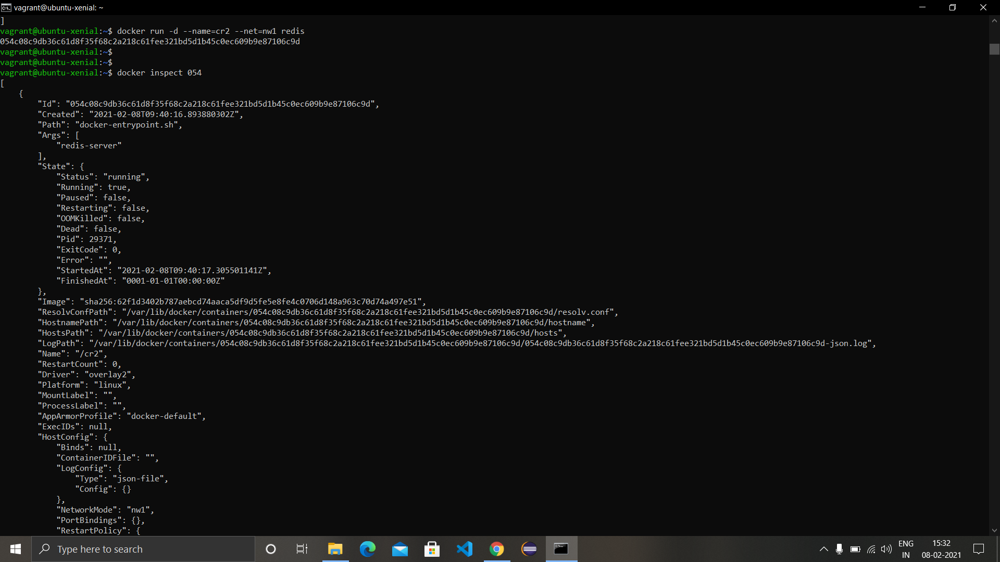 vagrant@ubuntu-xenial: ~
]
vagrant@ubuntu-xenial:~$ docker run -d --name=cr2 --net=nw1 redis
054c08c9db36c61d8f35f68c2a218c61fee321bd5d1b45c0ec609b9e87106c9d
vagrant@ubuntu-xenial:~$
vagrant@ubuntu-xenial:~$
vagrant@ubuntu-xenial:~$ docker inspect 054
[
    {
        "Id": "054c08c9db36c61d8f35f68c2a218c61fee321bd5d1b45c0ec609b9e87106c9d",
        "Created": "2021-02-08T09:40:16.893880302Z",
        "Path": "docker-entrypoint.sh",
        "Args": [
            "redis-server"
        ],
        "State": {
            "Status": "running",
            "Running": true,
            "Paused": false,
            "Restarting": false,
            "OOMKilled": false,
            "Dead": false,
            "Pid": 29371,
            "ExitCode": 0,
            "Error": "",
            "StartedAt": "2021-02-08T09:40:17.305501141Z",
            "FinishedAt": "0001-01-01T00:00:00Z"
        },
        "Image": "sha256:62f1d3402b787aebcd74aaca5df9d5fe5e8fe4c0706d148a963c70d74a497e51",
        "ResolvConfPath": "/var/lib/docker/containers/054c08c9db36c61d8f35f68c2a218c61fee321bd5d1b45c0ec609b9e87106c9d/resolv.conf",
        "HostnamePath": "/var/lib/docker/containers/054c08c9db36c61d8f35f68c2a218c61fee321bd5d1b45c0ec609b9e87106c9d/hostname",
        "HostsPath": "/var/lib/docker/containers/054c08c9db36c61d8f35f68c2a218c61fee321bd5d1b45c0ec609b9e87106c9d/hosts",
        "LogPath": "/var/lib/docker/containers/054c08c9db36c61d8f35f68c2a218c61fee321bd5d1b45c0ec609b9e87106c9d/054c08c9db36c61d8f35f68c2a218c61fee321bd5d1b45c0ec609b9e87106c9d-json.log",
        "Name": "/cr2",
        "RestartCount": 0,
        "Driver": "overlay2",
        "Platform": "linux",
        "MountLabel": "",
        "ProcessLabel": "",
        "AppArmorProfile": "docker-default",
        "ExecIDs": null,
        "HostConfig": {
            "Binds": null,
            "ContainerIDFile": "",
            "LogConfig": {
                "Type": "json-file",
                "Config": {}
            },
            "NetworkMode": "nw1",
            "PortBindings": {},
            "RestartPolicy": {
Type here to search
ENG
IN
15:32
08-02-2021